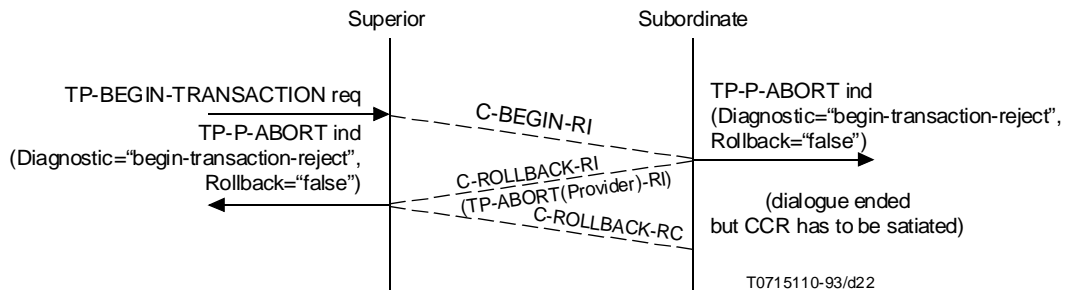 Superior
Subordinate
TP-BEGIN-TRANSACTION req
C-BEGIN-RI
TP-P-ABORT ind
(Diagnostic=“begin-transaction-reject”,
Rollback=“false”)
TP-P-ABORT ind
(Diagnostic=“begin-transaction-reject”,
Rollback=“false”)
C-ROLLBACK-RI
(TP-ABORT(Provider)-RI)
C-ROLLBACK-RC
(dialogue ended
but CCR has to be satiated)
T0715110-93/d22